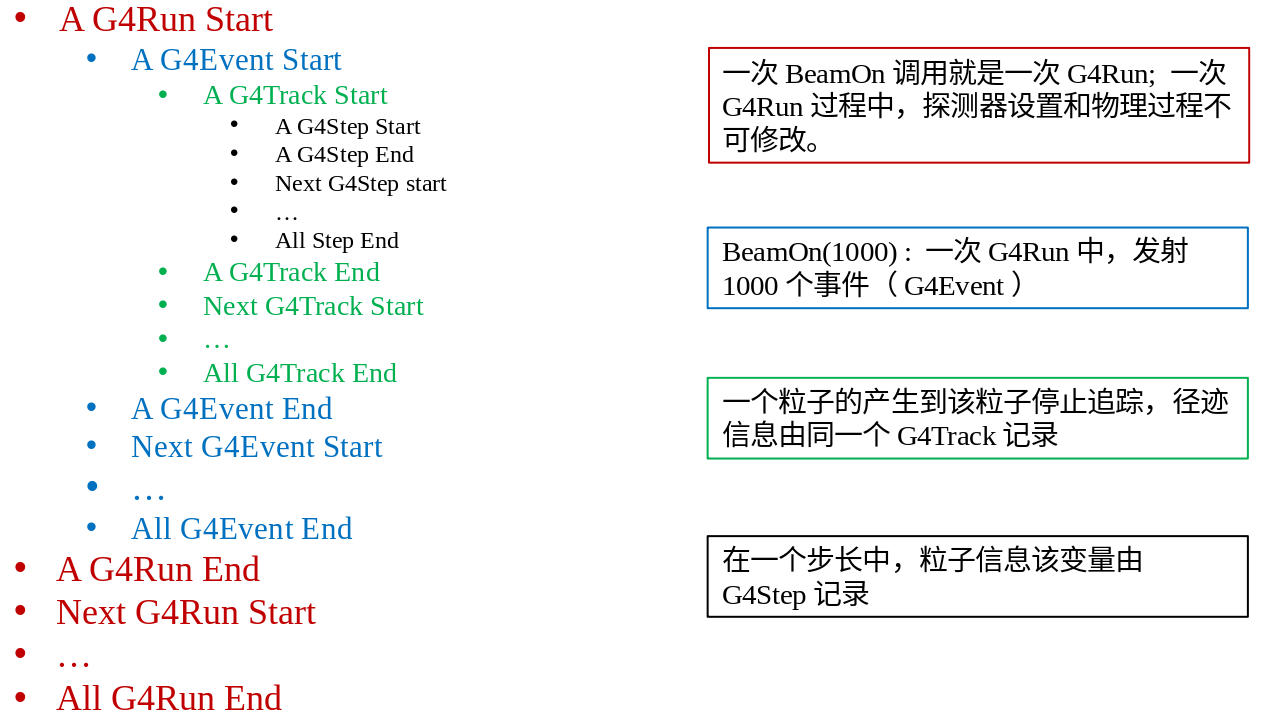 • A G4Run Start
• A G4Event Start
• A G4Track Start
• A G4Step Start
• A G4Step End
• Next G4Step start
• …
• All Step End
• A G4Track End
• Next G4Track Start
• …
• All G4Track End
• A G4Event End
• Next G4Event Start
• …
• All G4Event End
• A G4Run End
• Next G4Run Start
• …
• All G4Run End
一次 BeamOn 调用就是一次 G4Run; 一次
G4Run 过程中，探测器设置和物理过程不
可修改。
BeamOn(1000) : 一次 G4Run 中，发射
1000 个事件（ G4Event ）
一个粒子的产生到该粒子停止追踪，径迹
信息由同一个 G4Track 记录
在一个步长中，粒子信息该变量由
G4Step 记录